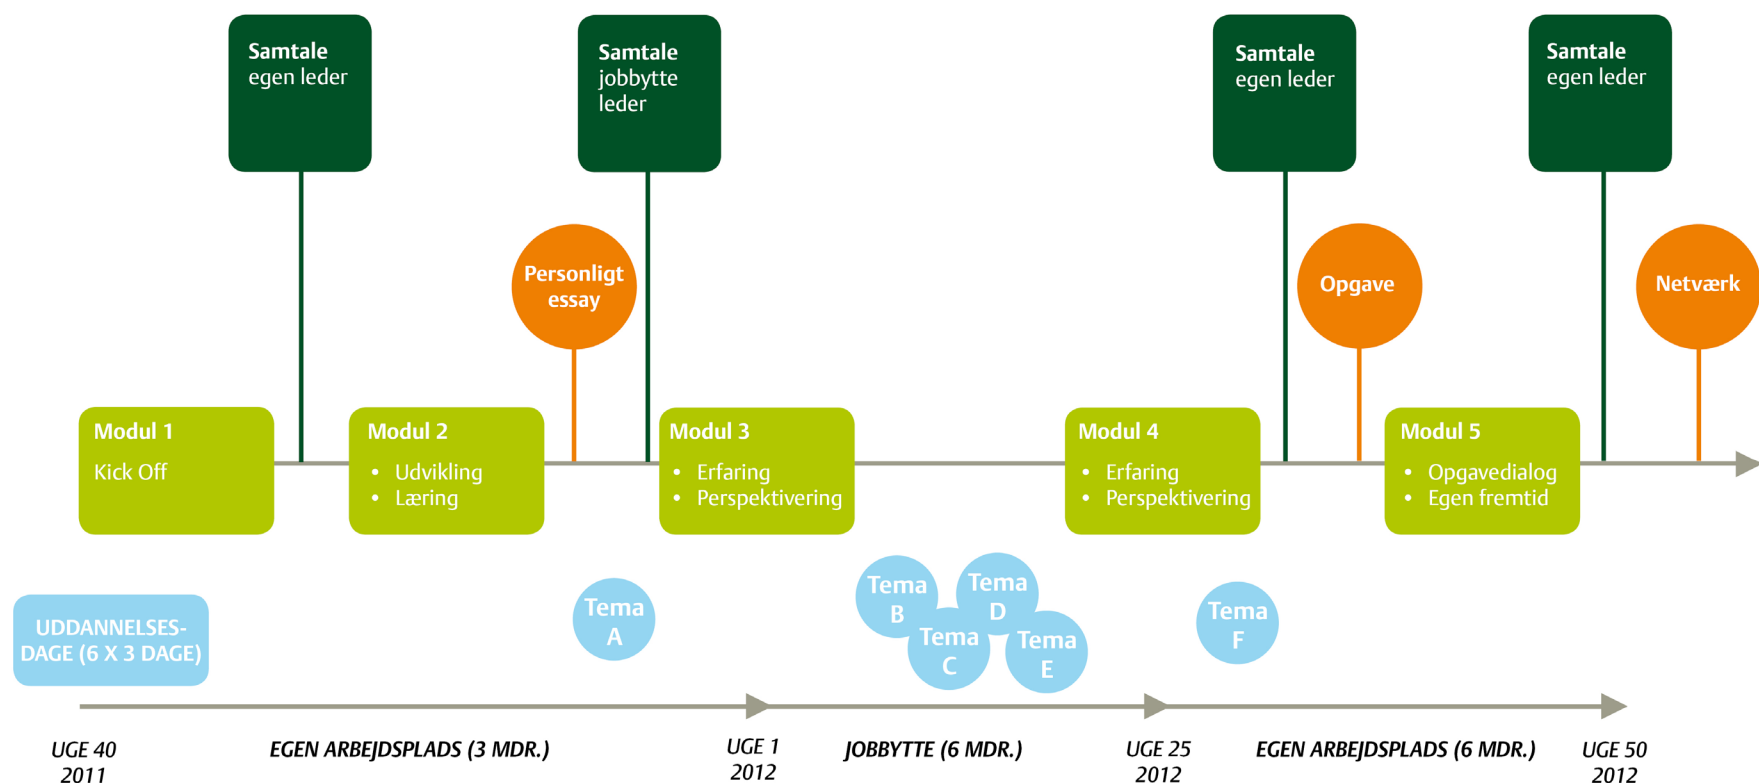 Samtale
egen leder
Samtale
jobbytte
leder
Samtale
egen leder
Samtale
egen leder
Personligt
essay
Opgave
Netværk
Modul 1
Kick Off
Modul 2
• Udvikling
• Læring
Modul 3
• Erfaring
• Perspektivering
Modul 4
• Erfaring
• Perspektivering
Modul 5
• Opgavedialog
• Egen fremtid
UDDANNELSES-
DAGE (6 X 3 DAGE)
Tema
A
Tema
B
Tema
C
Tema
D
Tema
E
Tema
F
UGE 40
2011
EGEN ARBEJDSPLADS (3 MDR.)
UGE 1
2012
JOBBYTTE (6 MDR.)
UGE 25
2012
EGEN ARBEJDSPLADS (6 MDR.)
UGE 50
2012